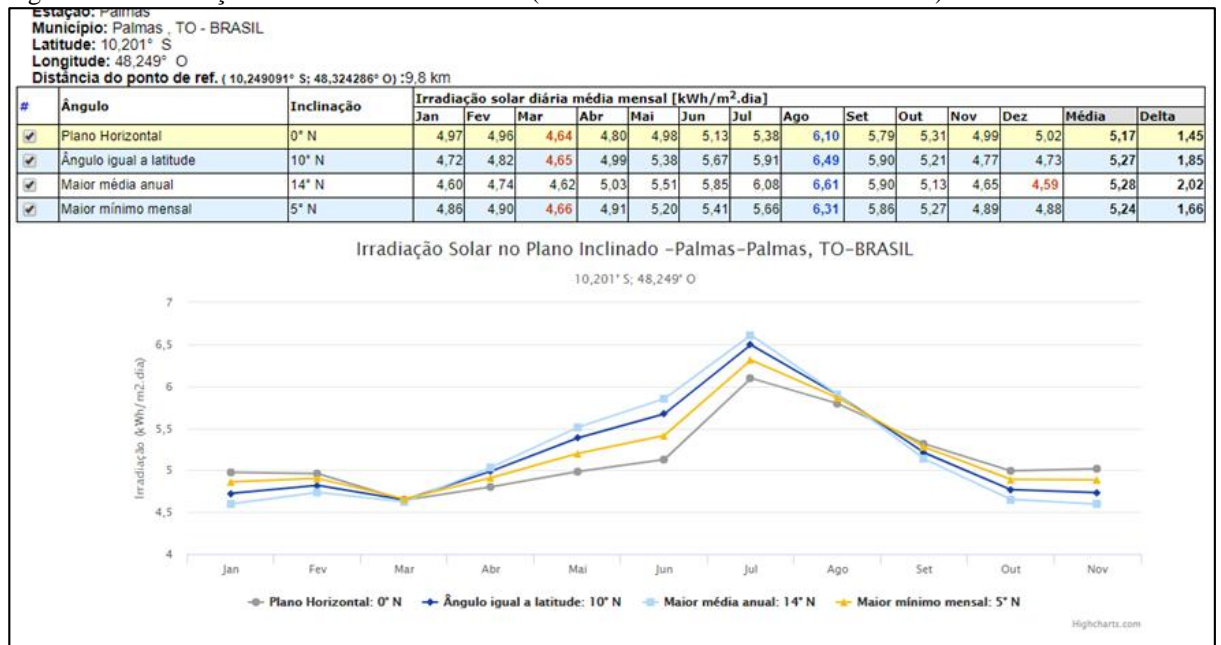 Estação: Palmas
Município: Palmas , TO - BRASIL
Latitude: 10,201° S
Longitude: 48,249° O
Distância do ponto de ref. ( 10,249091° S; 48,324286° O) :9,8 km
# Ângulo Inclinação Irradiação solar diária média mensal [kWh/m².dia]
Jan Fev Mar Abr Mai Jun Jul Ago Set Out Nov Dez Média Delta
Plano Horizontal 0° N 4,97 4,96 4,64 4,80 4,98 5,13 5,38 6,10 5,79 5,31 4,99 5,02 5,17 1,45
Ângulo igual a latitude 10° N 4,72 4,82 4,65 4,99 5,38 5,67 5,91 6,49 5,90 5,21 4,77 4,73 5,27 1,85
Maior média anual 14° N 4,60 4,74 4,62 5,03 5,51 5,85 6,08 6,61 5,90 5,13 4,65 4,59 5,28 2,02
Maior mínimo mensal 5° N 4,86 4,90 4,66 4,91 5,20 5,41 5,66 6,31 5,86 5,27 4,89 4,88 5,24 1,66
Irradiação Solar no Plano Inclinado -Palmas-Palmas, TO-BRASIL
10,201° S; 48,249° O
Irradiação (kWh/m2.dia)
7
6,5
6
5,5
5
4,5
4
Jan Fev Mar Abr Mai Jun Jul Ago Set Out Nov
Plano Horizontal: 0° N Ângulo igual a latitude: 10° N Maior média anual: 14° N Maior mínimo mensal: 5° N
Highcharts.com